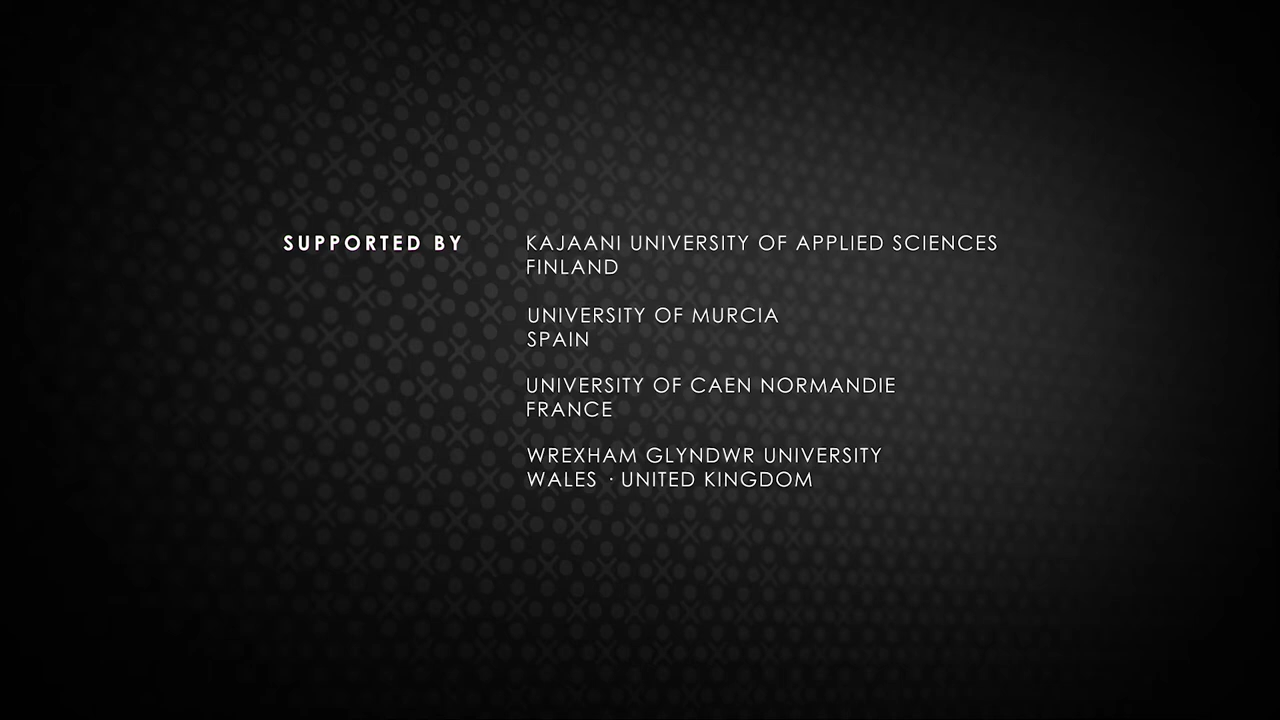 SUPPORTED BY KAJAANI UNIVERSITY OF APPLIED SCIENCES
FINLAND
UNIVERSITY OF MURCIA
SPAIN
UNIVERSITY OF CAEN NORMANDIE
FRANCE
WREXHAM GLYNDWR UNIVERSITY
WALES · UNITED KINGDOM